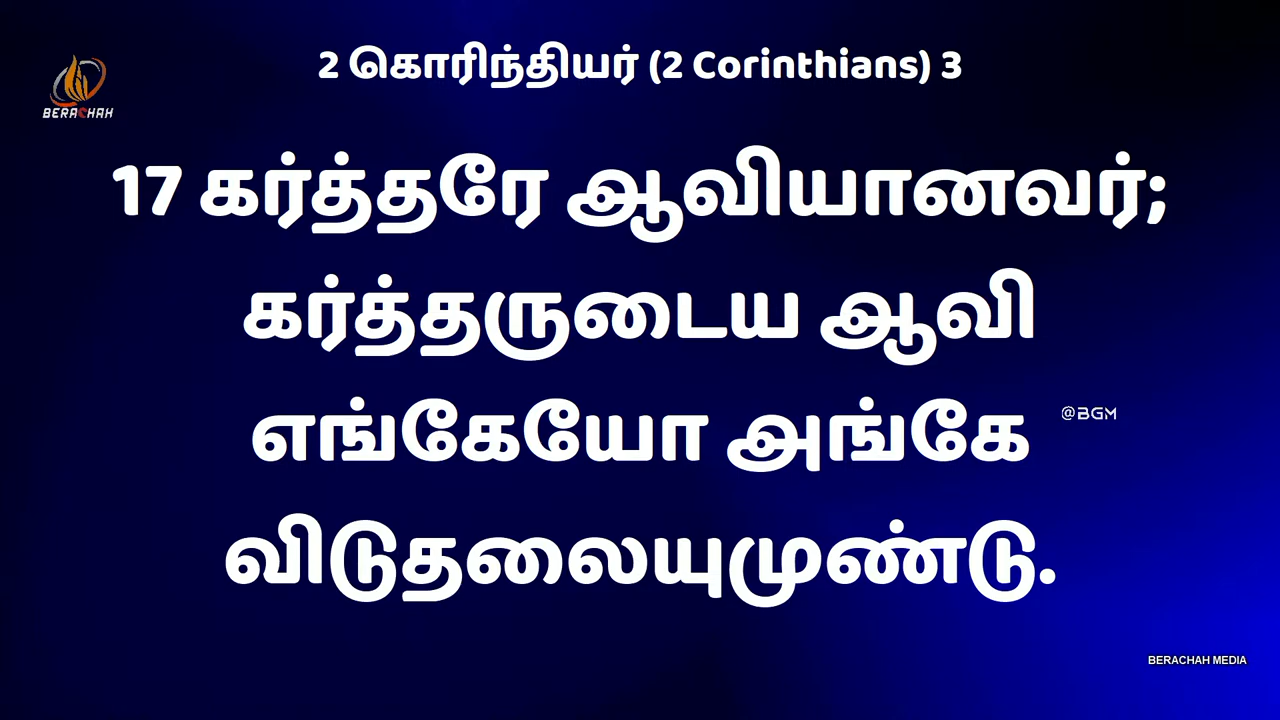 2 கொரிந்தியர் (2 Corinthians) 3
BERACHAH
17 கர்த்தரே ஆவியானவர்;
கர்த்தருடைய ஆவி
எங்கேயோ அங்கே
@BGM
விடுதலையுமுண்டு.
BERACHAH MEDIA